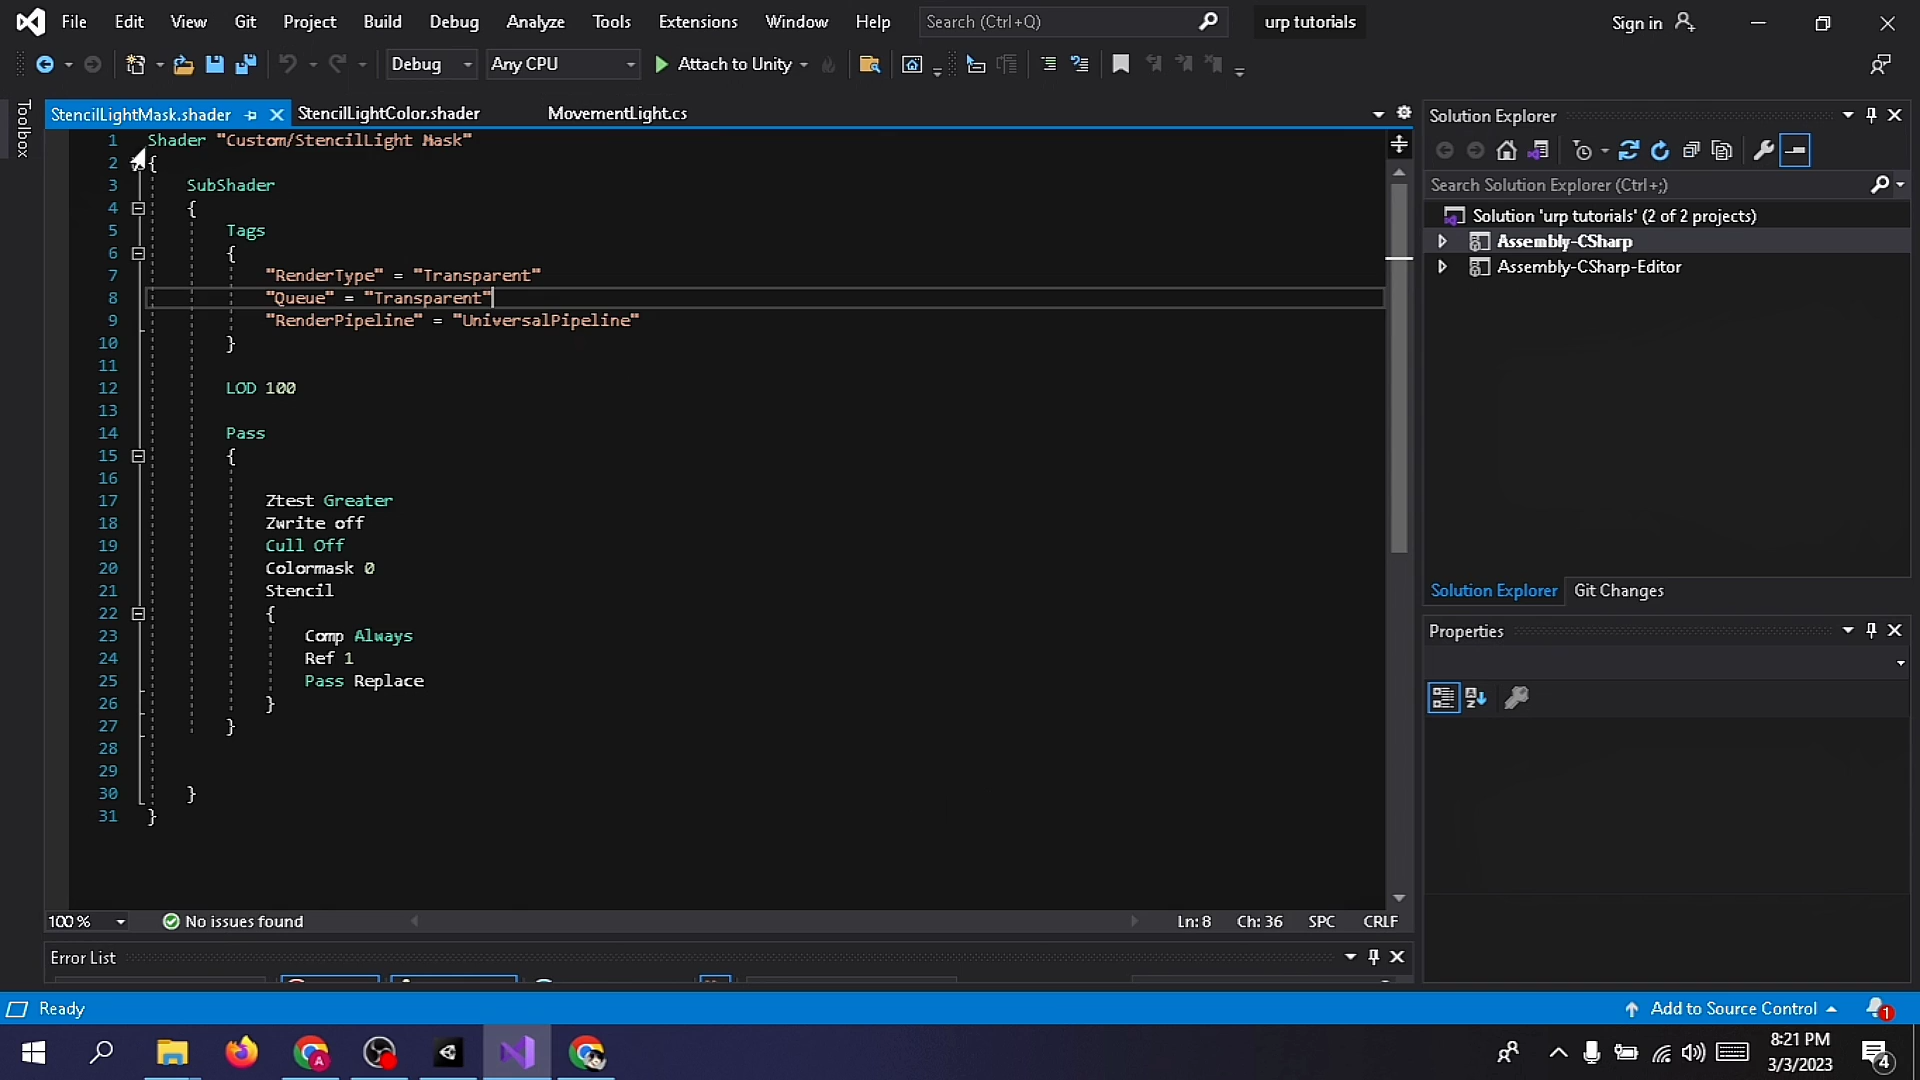 File Edit View Git Project Build Debug Analyze Tools Extensions Window Help Search (Ctrl+Q) urp tutorials Sign in
Debug Any CPU Attach to Unity
Toolbox
StencilLightMask.shader StencilLightColor.shader MovementLight.cs
1 Shader "Custom/StencilLight Mask"
2 {
3 SubShader
4 {
5 Tags
6 {
7 "RenderType" = "Transparent"
8 "Queue" = "Transparent"
9 "RenderPipeline" = "UniversalPipeline"
10 }
11
12 LOD 100
13
14 Pass
15 {
16
17 Ztest Greater
18 Zwrite off
19 Cull Off
20 Colormask 0
21 Stencil
22 {
23 Comp Always
24 Ref 1
25 Pass Replace
26 }
27 }
28
29
30 }
31 }
100 % No issues found Ln: 8 Ch: 36 SPC CRLF
Error List
Solution Explorer
Search Solution Explorer (Ctrl+;)
Solution 'urp tutorials' (2 of 2 projects)
Assembly-CSharp
Assembly-CSharp-Editor
Solution Explorer Git Changes
Properties
Ready Add to Source Control 1
8:21 PM
3/3/2023
4